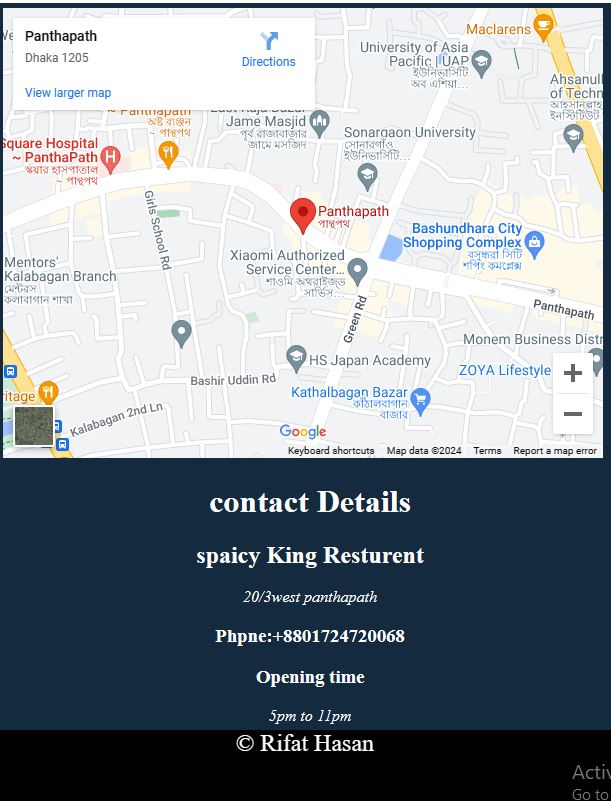 Panthapath
Dhaka 1205
Directions
View larger map
Maclarens
University of Asia
Pacific | UAP
ইউনিভার্সিটি
অব এশিয়া...
Ahsanull
of Techn
আহসানউল্লা
ইনস্টিটিউট
Panthapath
অষ্ট ব্যঞ্জন
~ পান্থপথ
East Raja Bazar
Jame Masjid
পূর্ব রাজাবাজার
জামে মসজিদ
Sonargaon University
সোনারগাঁও
ইউনিভার্সিটি...
Square Hospital
~ PanthaPath
স্কয়ার হাসপাতাল
~ পান্থপথ
Girls School Rd
Panthapath
পান্থপথ
Bashundhara City
Shopping Complex
বসুন্ধরা সিটি
শপিং কমপ্লেক্স
Xiaomi Authorized
Service Center...
শাওমি অথরাইজড
সার্ভিস...
Mentors'
Kalabagan Branch
মেন্টরস
কলাবাগান শাখা
Panthapath
Green Rd
Monem Business Distr
HS Japan Academy
ZOYA Lifestyle
Bashir Uddin Rd
Kathalbagan Bazar
কাঁঠালবাগান
বাজার
ritage
Kalabagan 2nd Ln
+
−
Google
Keyboard shortcuts Map data ©2024 Terms Report a map error
contact Details
spaicy King Resturent
20/3west panthapath
Phpne:+8801724720068
Opening time
5pm to 11pm
© Rifat Hasan
Activ
Go to